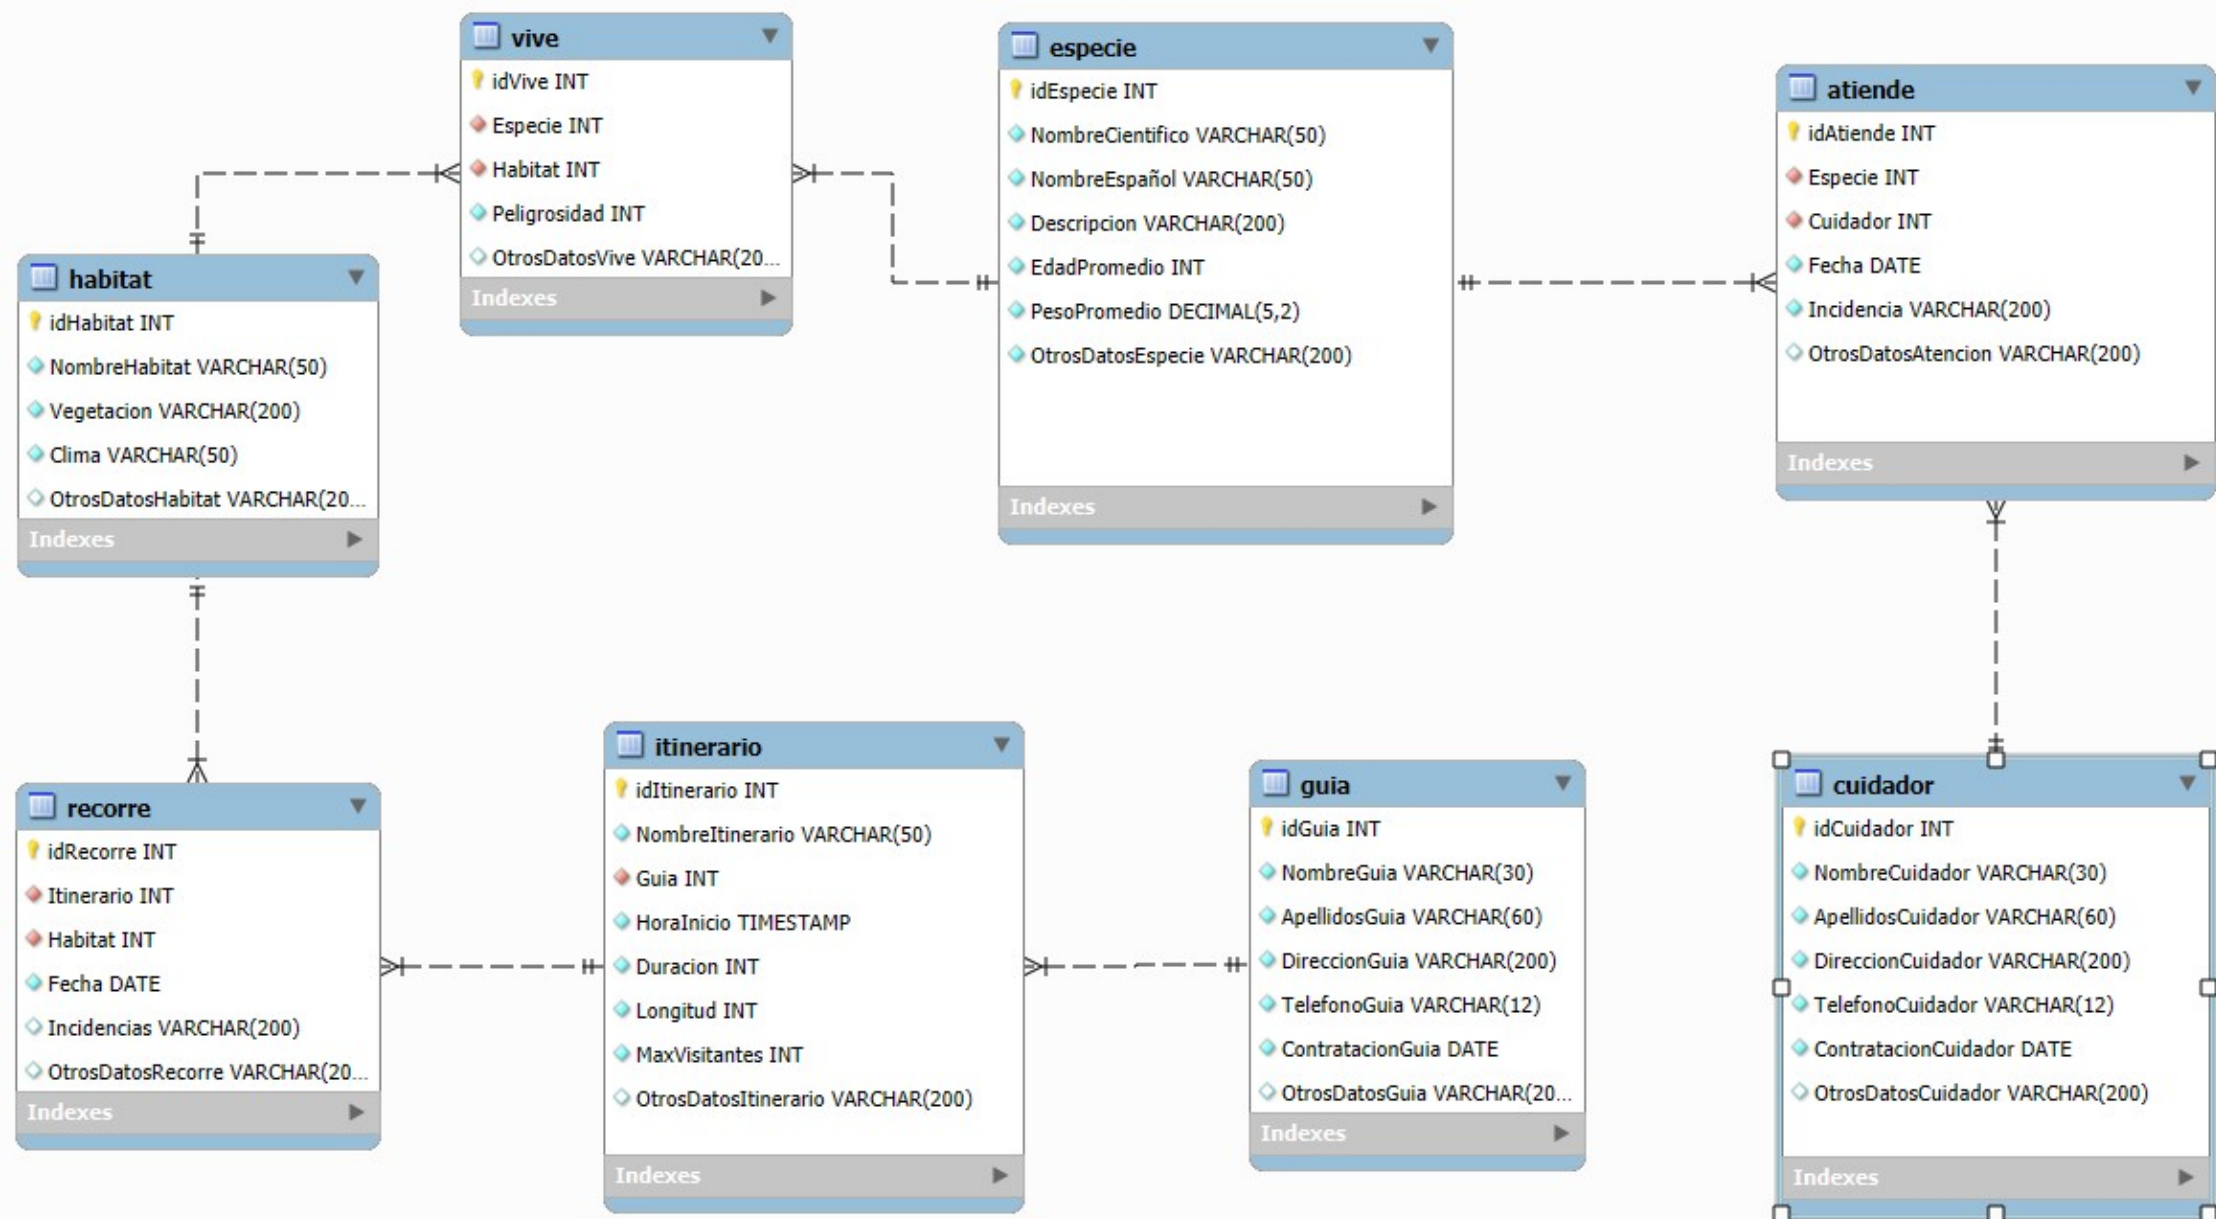 vive
idVive INT
Especie INT
Habitat INT
Peligrosidad INT
OtrosDatosVive VARCHAR(20...
Indexes
especie
idEspecie INT
NombreCientifico VARCHAR(50)
NombreEspañol VARCHAR(50)
Descripcion VARCHAR(200)
EdadPromedio INT
PesoPromedio DECIMAL(5,2)
OtrosDatosEspecie VARCHAR(200)
Indexes
atiende
idAtiende INT
Especie INT
Cuidador INT
Fecha DATE
Incidencia VARCHAR(200)
OtrosDatosAtencion VARCHAR(200)
Indexes
habitat
idHabitat INT
NombreHabitat VARCHAR(50)
Vegetacion VARCHAR(200)
Clima VARCHAR(50)
OtrosDatosHabitat VARCHAR(20...
Indexes
recorre
idRecorre INT
Itinerario INT
Habitat INT
Fecha DATE
Incidencias VARCHAR(200)
OtrosDatosRecorre VARCHAR(20...
Indexes
itinerario
idItinerario INT
NombreItinerario VARCHAR(50)
Guia INT
HoraInicio TIMESTAMP
Duracion INT
Longitud INT
MaxVisitantes INT
OtrosDatosItinerario VARCHAR(200)
Indexes
guia
idGuia INT
NombreGuia VARCHAR(30)
ApellidosGuia VARCHAR(60)
DireccionGuia VARCHAR(200)
TelefonoGuia VARCHAR(12)
ContratacionGuia DATE
OtrosDatosGuia VARCHAR(20...
Indexes
cuidador
idCuidador INT
NombreCuidador VARCHAR(30)
ApellidosCuidador VARCHAR(60)
DireccionCuidador VARCHAR(200)
TelefonoCuidador VARCHAR(12)
ContratacionCuidador DATE
OtrosDatosCuidador VARCHAR(200)
Indexes